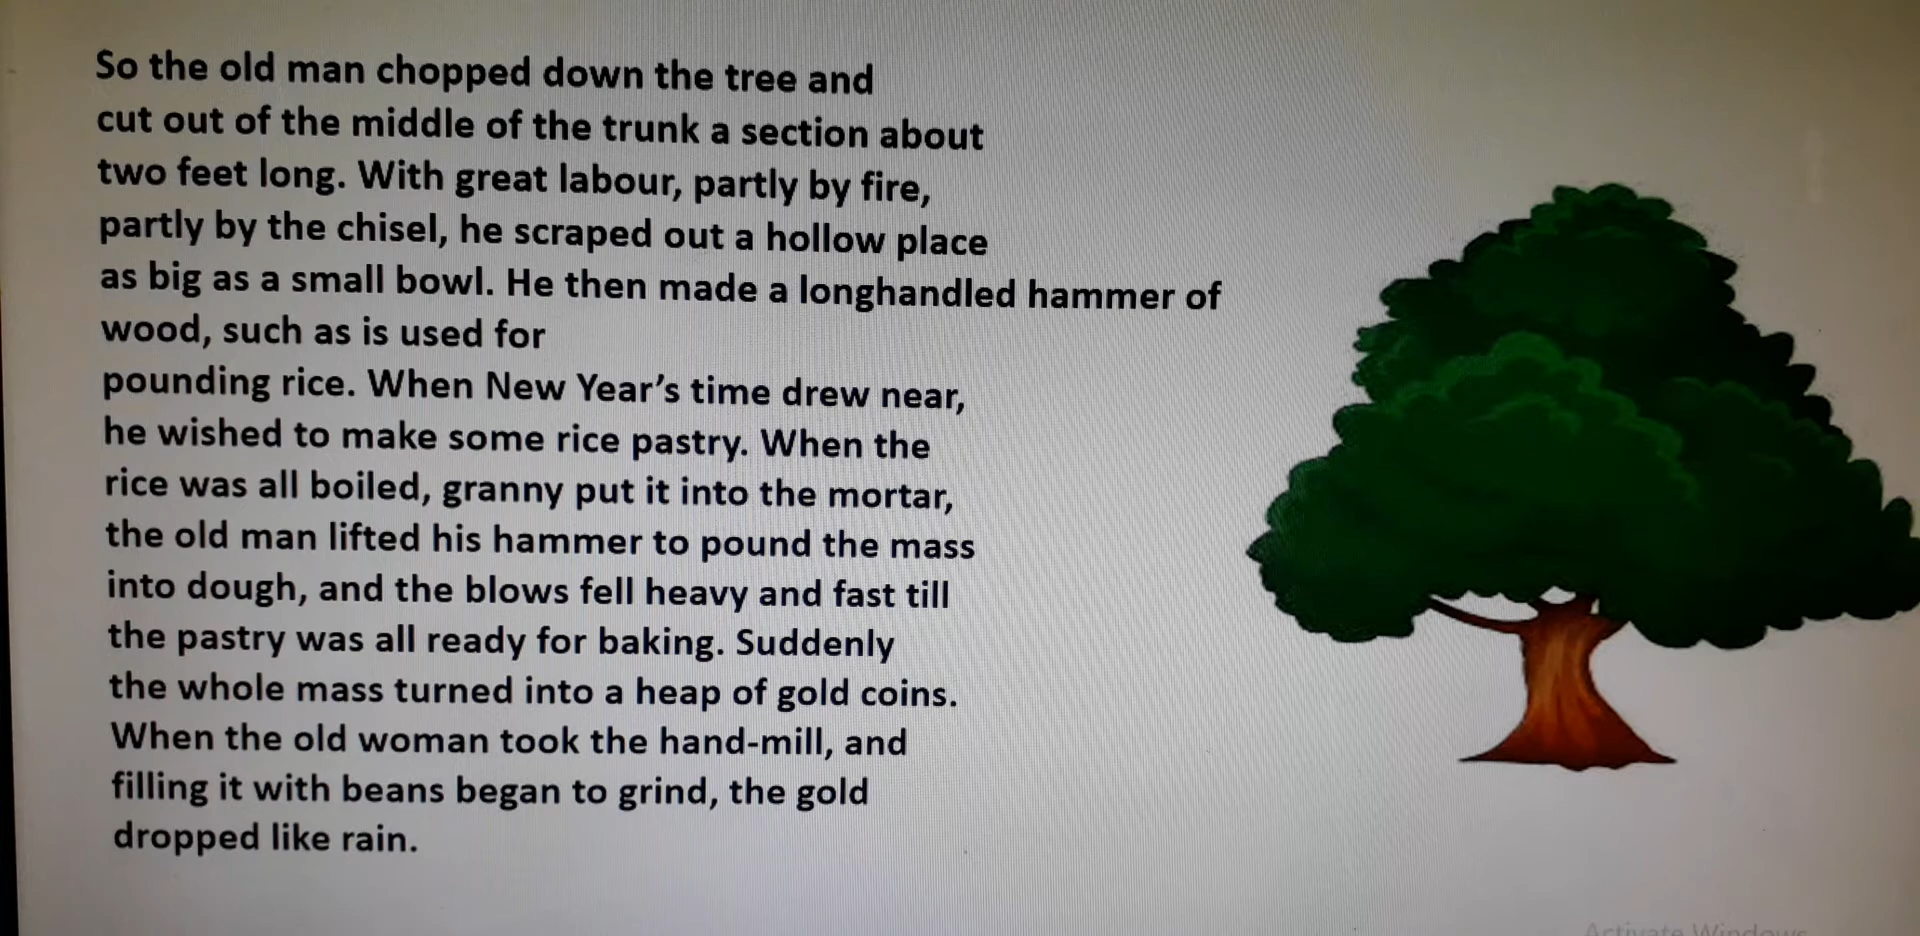 So the old man chopped down the tree and
cut out of the middle of the trunk a section about
two feet long. With great labour, partly by fire,
partly by the chisel, he scraped out a hollow place
as big as a small bowl. He then made a longhandled hammer of
wood, such as is used for
pounding rice. When New Year’s time drew near,
he wished to make some rice pastry. When the
rice was all boiled, granny put it into the mortar,
the old man lifted his hammer to pound the mass
into dough, and the blows fell heavy and fast till
the pastry was all ready for baking. Suddenly
the whole mass turned into a heap of gold coins.
When the old woman took the hand-mill, and
filling it with beans began to grind, the gold
dropped like rain.
Activate Windows